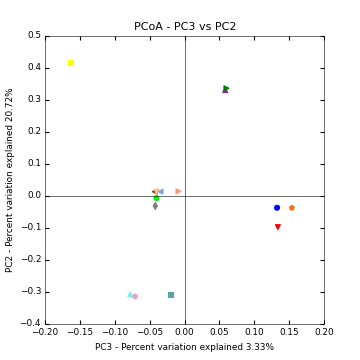 PCoA - PC3 vs PC2
0.5
0.4
0.3
0.2
0.1
0.0
−0.1
−0.2
−0.3
−0.4
PC2 - Percent variation explained 20.72%
−0.20 −0.15 −0.10 −0.05 0.00 0.05 0.10 0.15 0.20
PC3 - Percent variation explained 3.33%